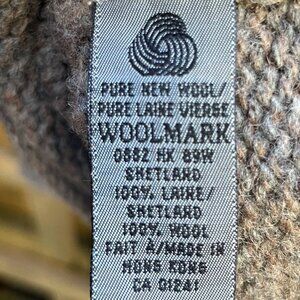 PURE NEW WOOL/
PURE LAINE VIERGE
WOOLMARK
0882 HK 89W
SHETLAND
100% LAINE/
SHETLAND
100% WOOL
FAIT À/MADE IN
HONG KONG
CA 01241